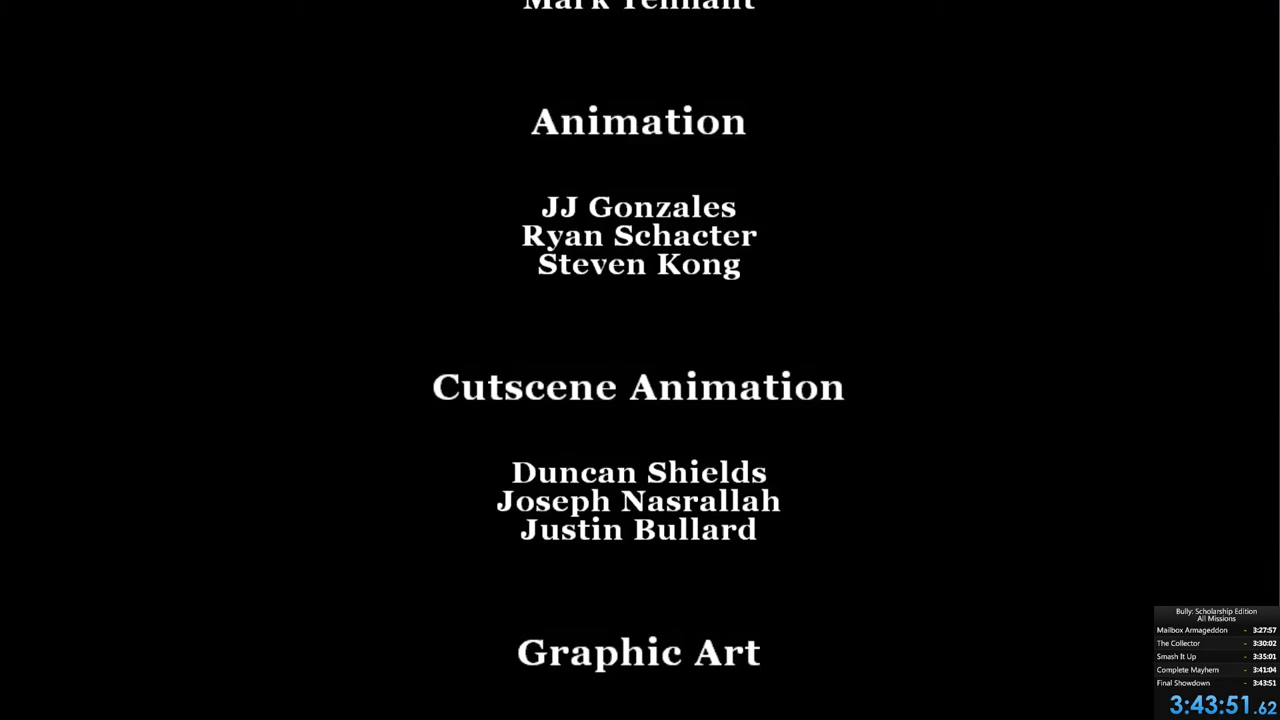 Mark Tennant
Animation
JJ Gonzales
Ryan Schacter
Steven Kong
Cutscene Animation
Duncan Shields
Joseph Nasrallah
Justin Bullard
Graphic Art
Bully: Scholarship Edition
All Missions
Mailbox Armageddon - 3:27:57
The Collector - 3:30:02
Smash It Up - 3:35:01
Complete Mayhem - 3:41:04
Final Showdown - 3:43:51
3:43:51.62